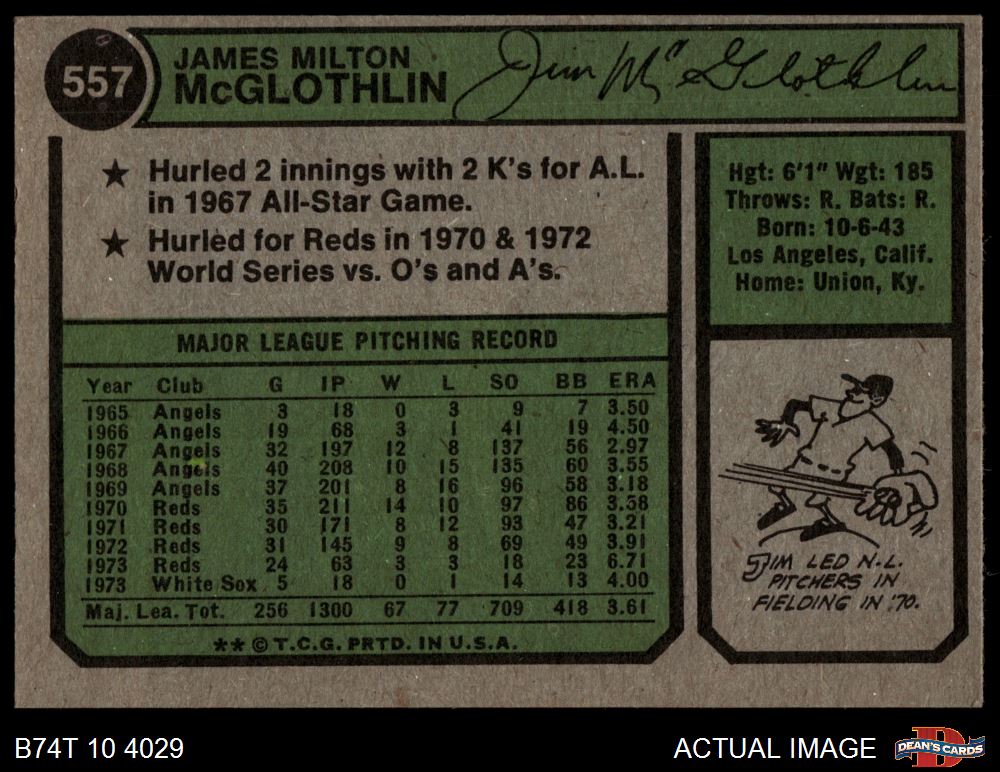 557
JAMES MILTON
McGLOTHLIN
Jim McGlothlin
★ Hurled 2 innings with 2 K's for A.L.
in 1967 All-Star Game.
★ Hurled for Reds in 1970 & 1972
World Series vs. O's and A's.
Hgt: 6'1" Wgt: 185
Throws: R. Bats: R.
Born: 10-6-43
Los Angeles, Calif.
Home: Union, Ky.
MAJOR LEAGUE PITCHING RECORD
Year Club G IP W L SO BB ERA
1965 Angels 3 18 0 3 9 7 3.50
1966 Angels 19 68 3 1 41 19 4.50
1967 Angels 32 197 12 8 137 56 2.97
1968 Angels 40 208 10 15 135 60 3.55
1969 Angels 37 201 8 16 96 58 3.18
1970 Reds 35 211 14 10 97 86 3.58
1971 Reds 30 171 8 12 93 47 3.21
1972 Reds 31 145 9 8 69 49 3.91
1973 Reds 24 63 3 3 18 23 6.71
1973 White Sox 5 18 0 1 14 13 4.00
Maj. Lea. Tot. 256 1300 67 77 709 418 3.61
** © T.C.G. PRTD. IN U.S.A.
JIM LED N.L.
PITCHERS IN
FIELDING IN '70.
B74T 10 4029
ACTUAL IMAGE
D
DEAN'S CARDS